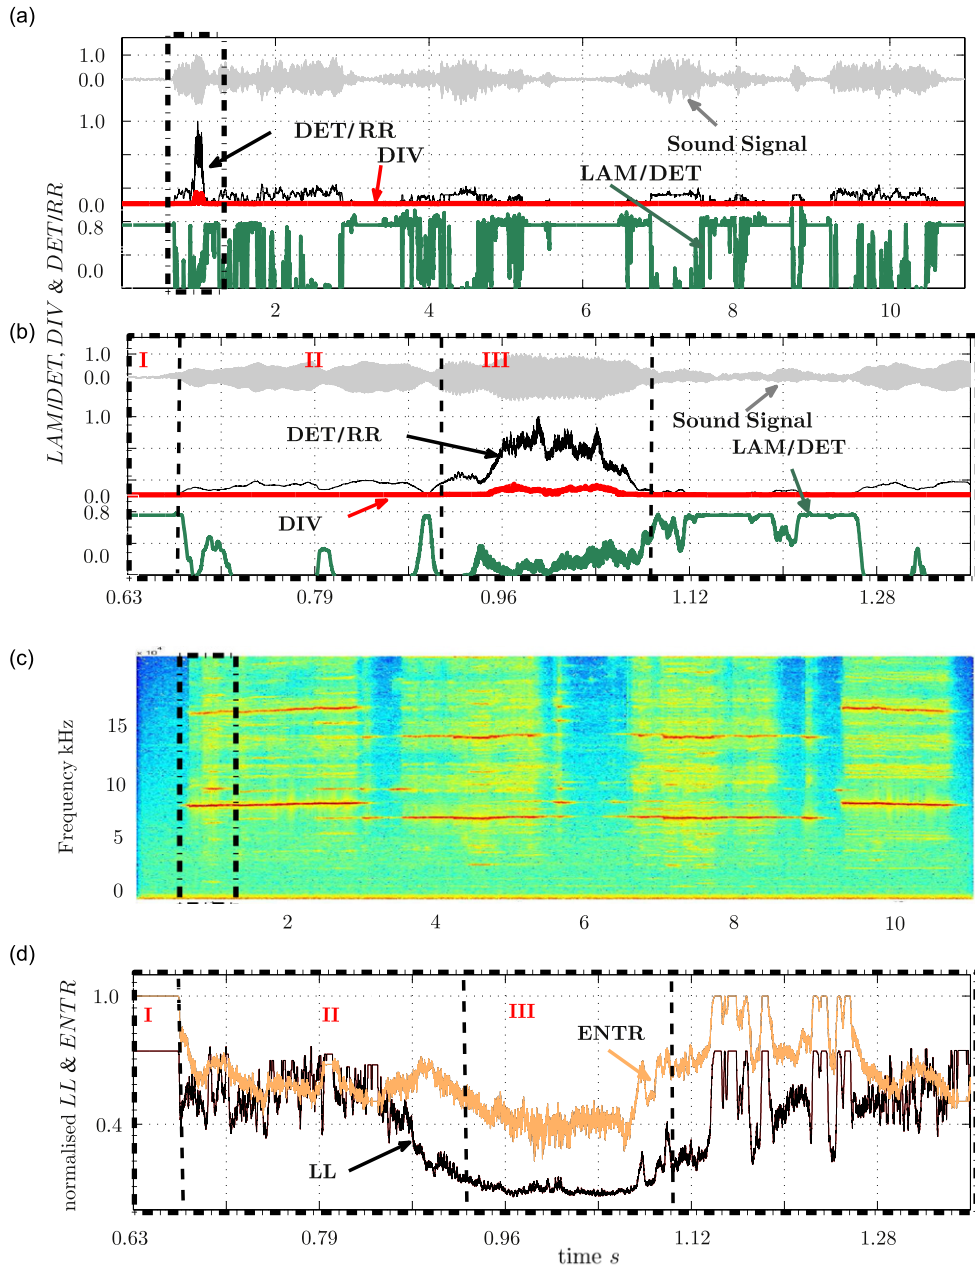 (a)
1.0
0.0
1.0
DET/RR
DIV
Sound Signal
LAM/DET
0.0
0.8
0.0
2
4
6
8
10
LAM/DET, DIV & DET/RR
(b)
I
II
III
1.0
0.0
1.0
Sound Signal
DET/RR
LAM/DET
0.0
DIV
0.8
0.0
0.63
0.79
0.96
1.12
1.28
(c)
× 10⁴
15
10
5
0
Frequency kHz
2
4
6
8
10
(d)
1.0
I
II
III
ENTR
0.4
LL
normalised LL & ENTR
0.63
0.79
0.96
1.12
1.28
time s